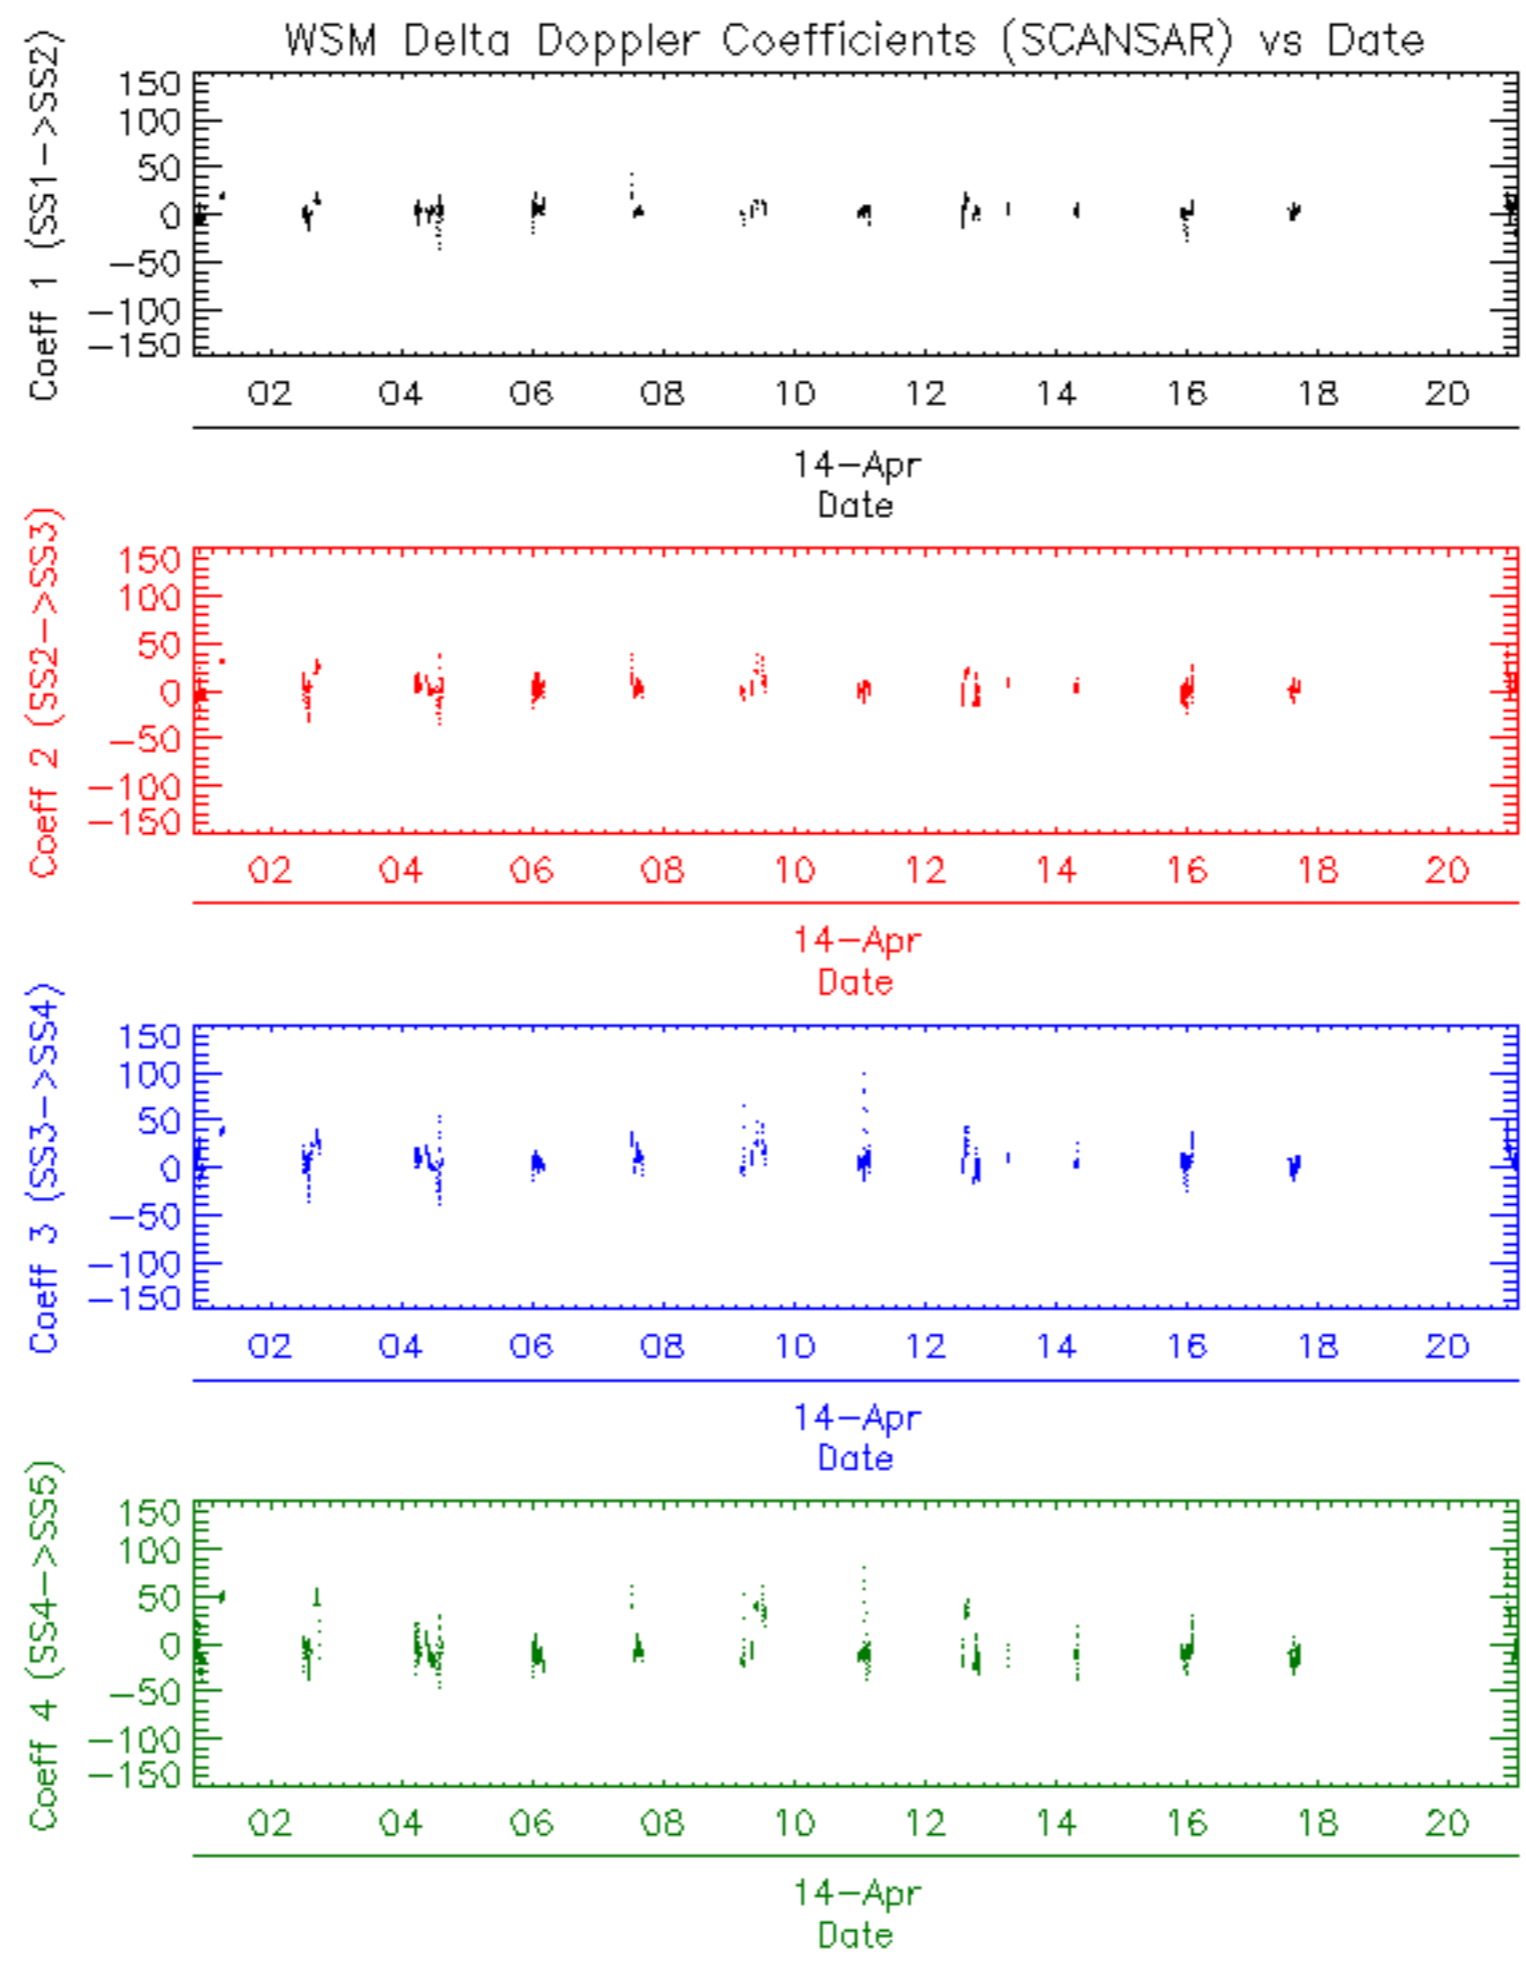 WSM Delta Doppler Coefficients (SCANSAR) vs Date
Coeff 1 (SS1->SS2)
150
100
50
0
-50
-100
-150
02 04 06 08 10 12 14 16 18 20
14-Apr
Date
Coeff 2 (SS2->SS3)
150
100
50
0
-50
-100
-150
02 04 06 08 10 12 14 16 18 20
14-Apr
Date
Coeff 3 (SS3->SS4)
150
100
50
0
-50
-100
-150
02 04 06 08 10 12 14 16 18 20
14-Apr
Date
Coeff 4 (SS4->SS5)
150
100
50
0
-50
-100
-150
02 04 06 08 10 12 14 16 18 20
14-Apr
Date